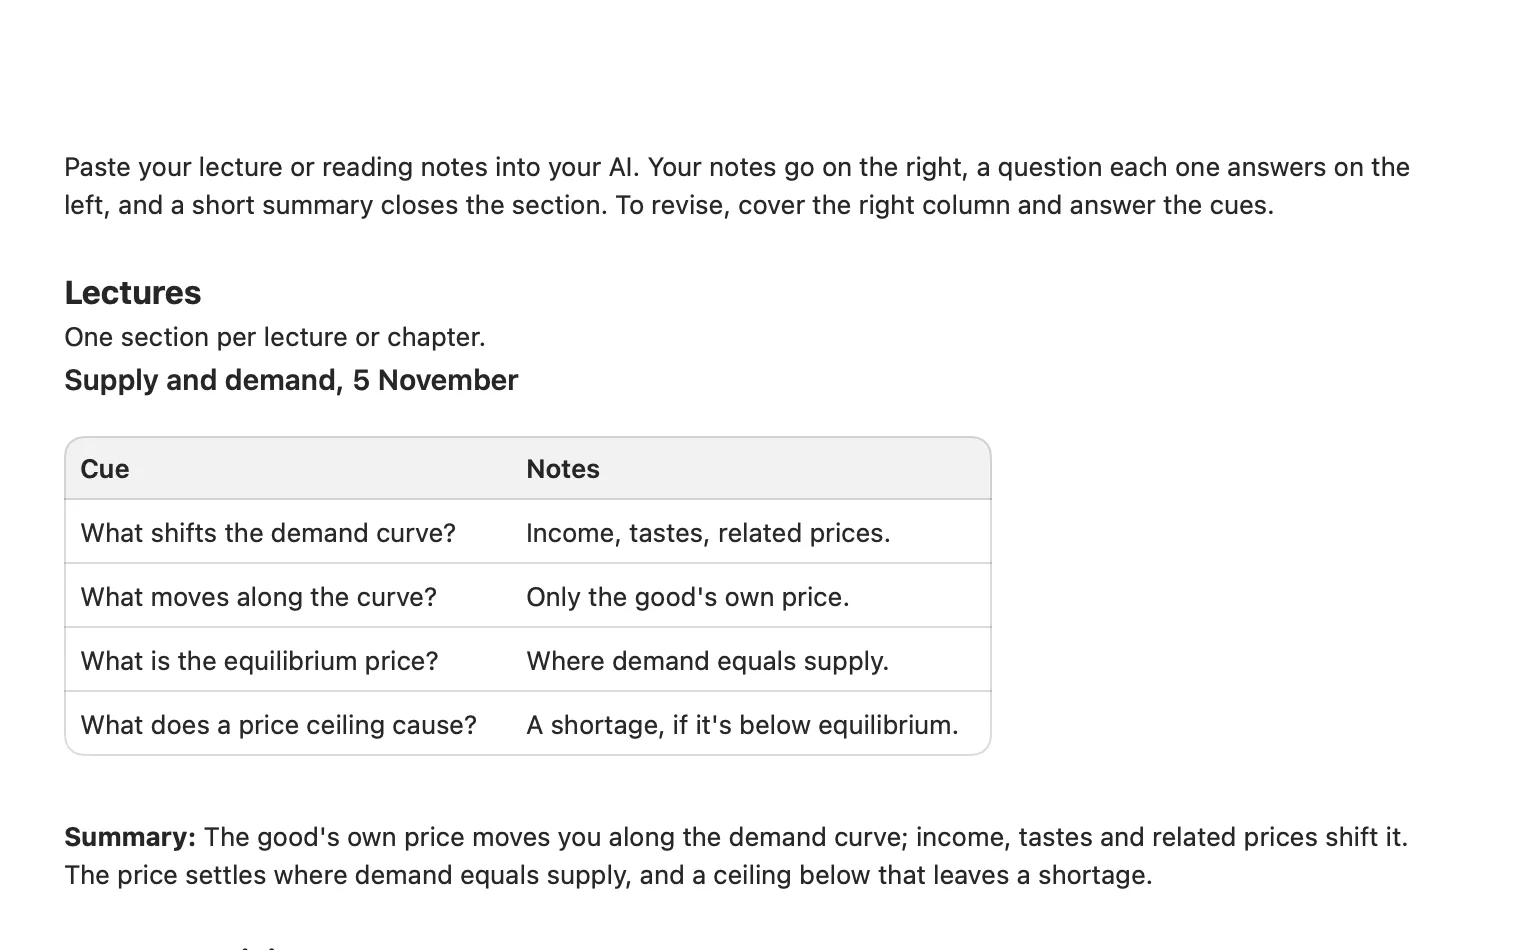 Paste your lecture or reading notes into your AI. Your notes go on the right, a question each one answers on the
left, and a short summary closes the section. To revise, cover the right column and answer the cues.
Lectures
One section per lecture or chapter.
Supply and demand, 5 November
Cue Notes
What shifts the demand curve? Income, tastes, related prices.
What moves along the curve? Only the good's own price.
What is the equilibrium price? Where demand equals supply.
What does a price ceiling cause? A shortage, if it's below equilibrium.
Summary: The good's own price moves you along the demand curve; income, tastes and related prices shift it.
The price settles where demand equals supply, and a ceiling below that leaves a shortage.